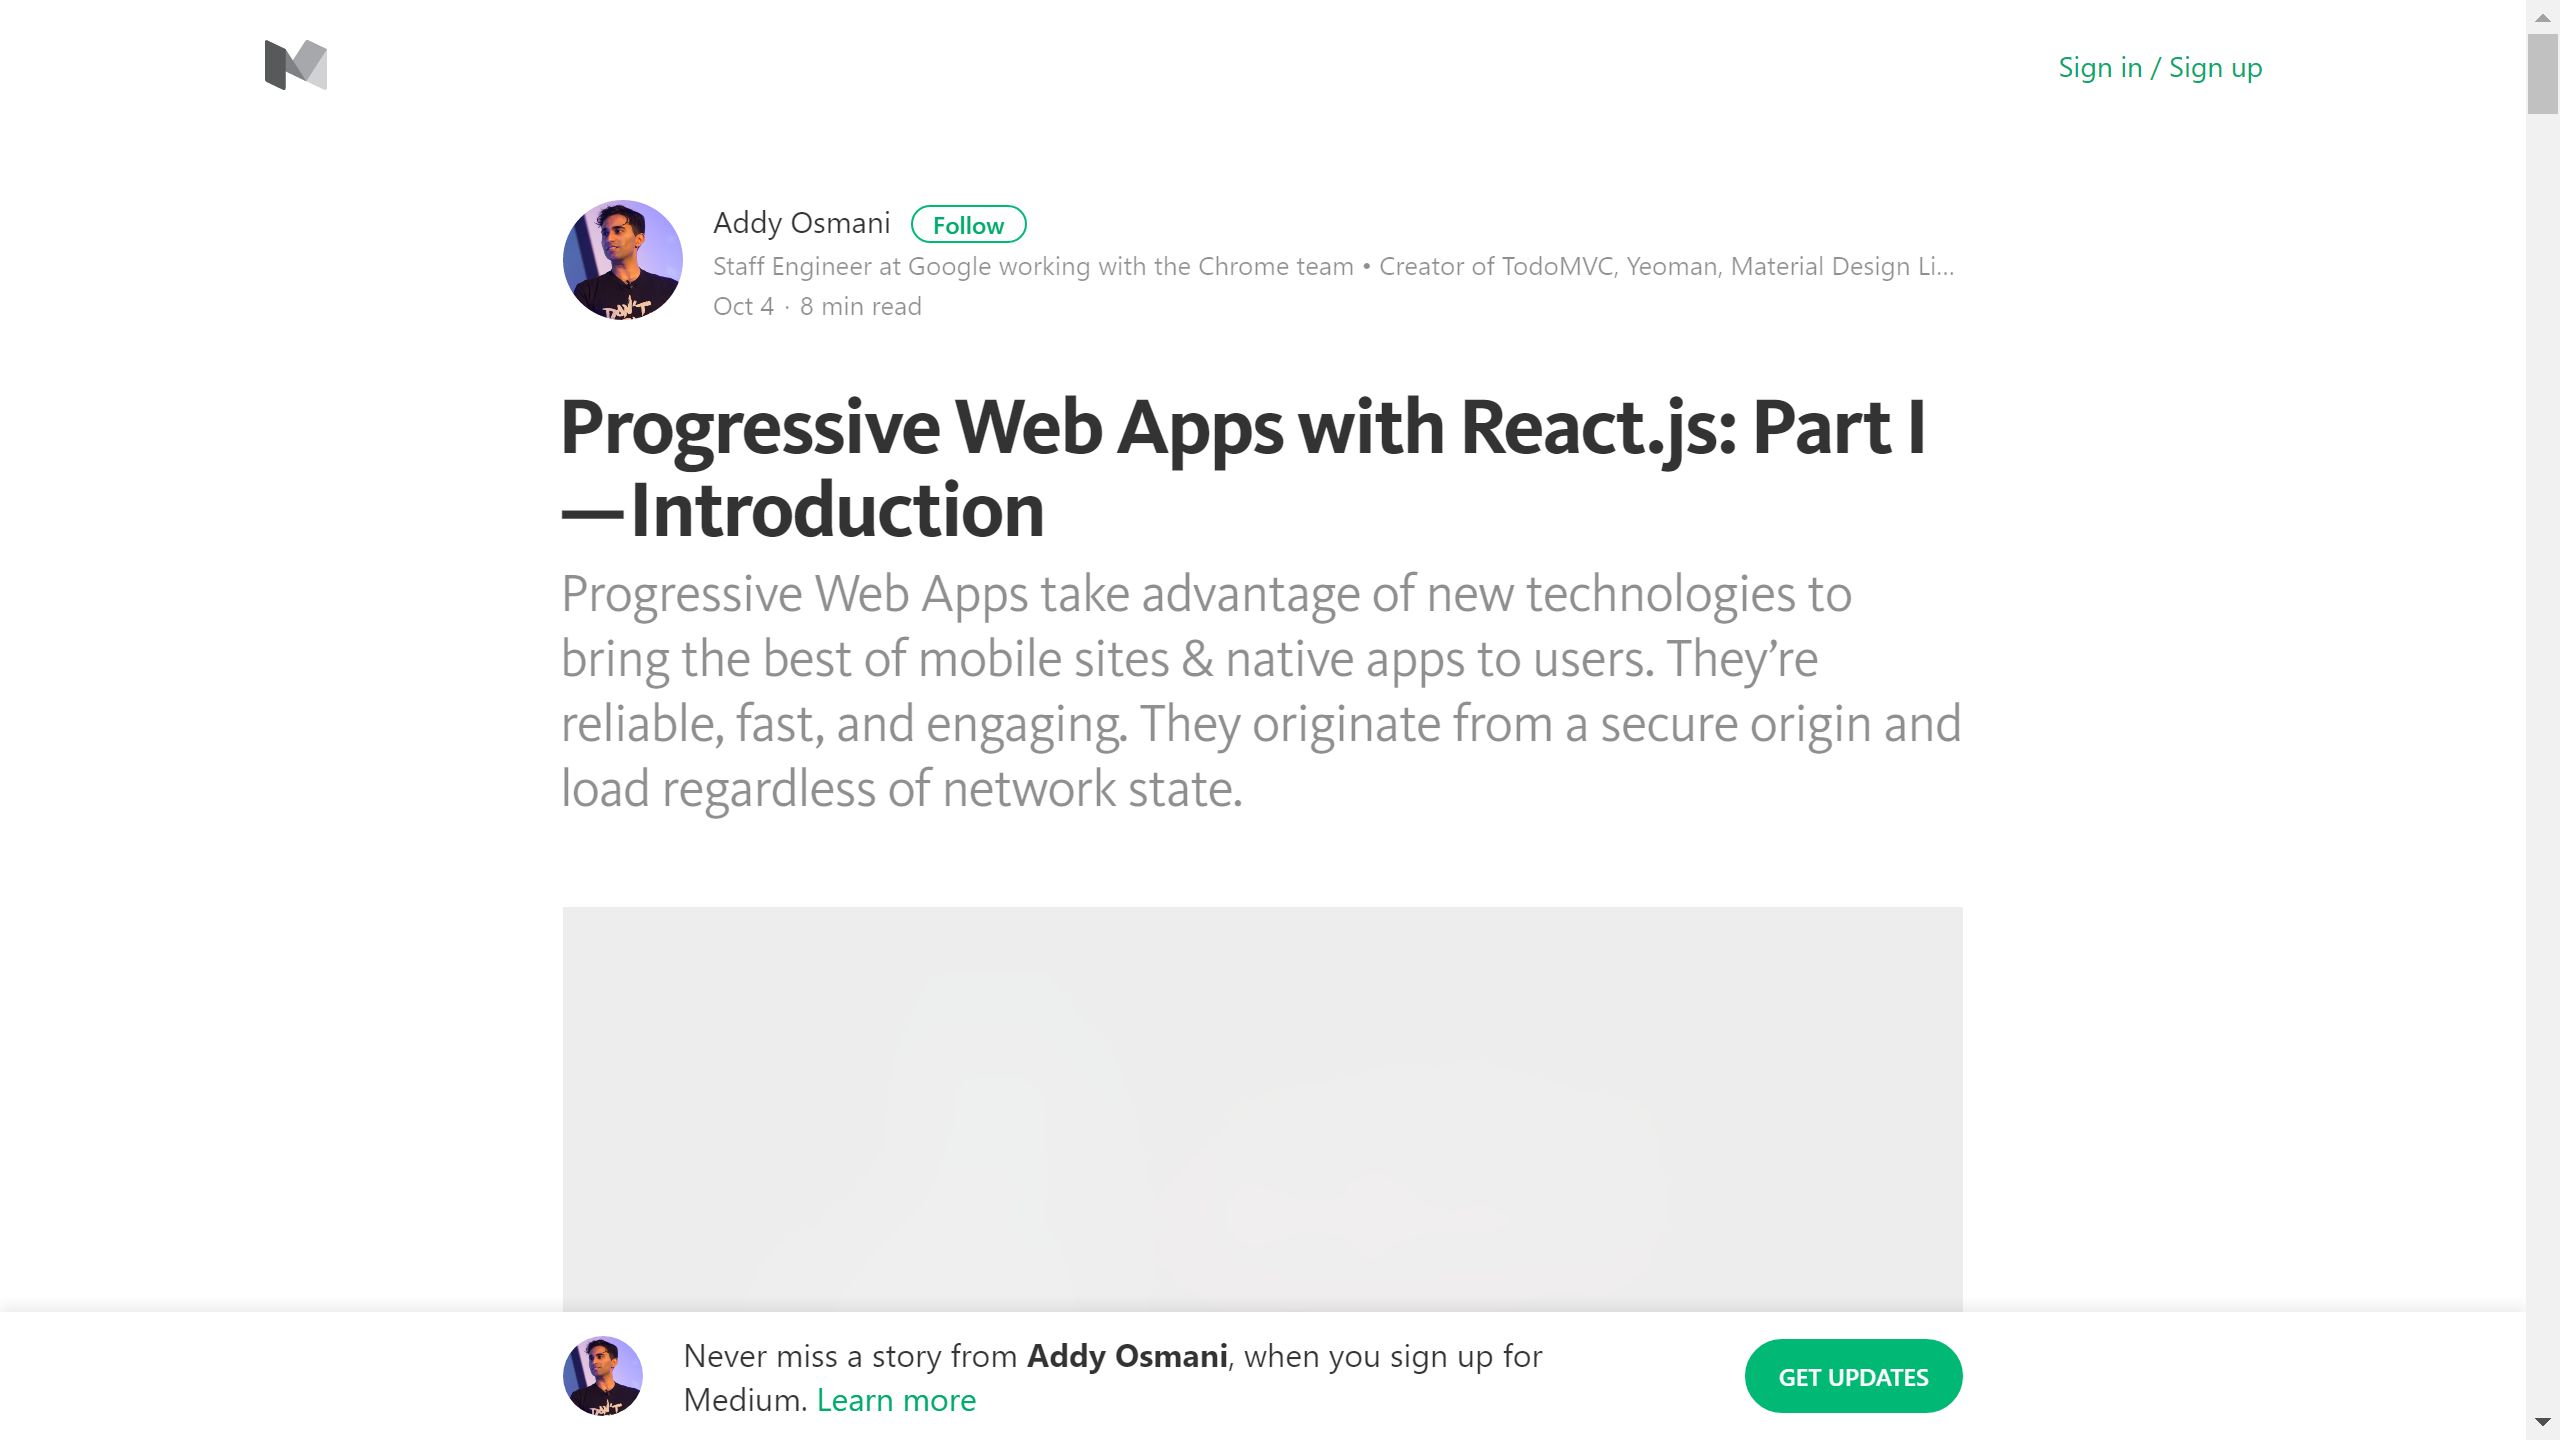 Sign in / Sign up
Addy Osmani Follow
Staff Engineer at Google working with the Chrome team • Creator of TodoMVC, Yeoman, Material Design Li...
Oct 4 · 8 min read
Progressive Web Apps with React.js: Part I
— Introduction
Progressive Web Apps take advantage of new technologies to
bring the best of mobile sites & native apps to users. They’re
reliable, fast, and engaging. They originate from a secure origin and
load regardless of network state.
Never miss a story from Addy Osmani, when you sign up for
Medium. Learn more
GET UPDATES